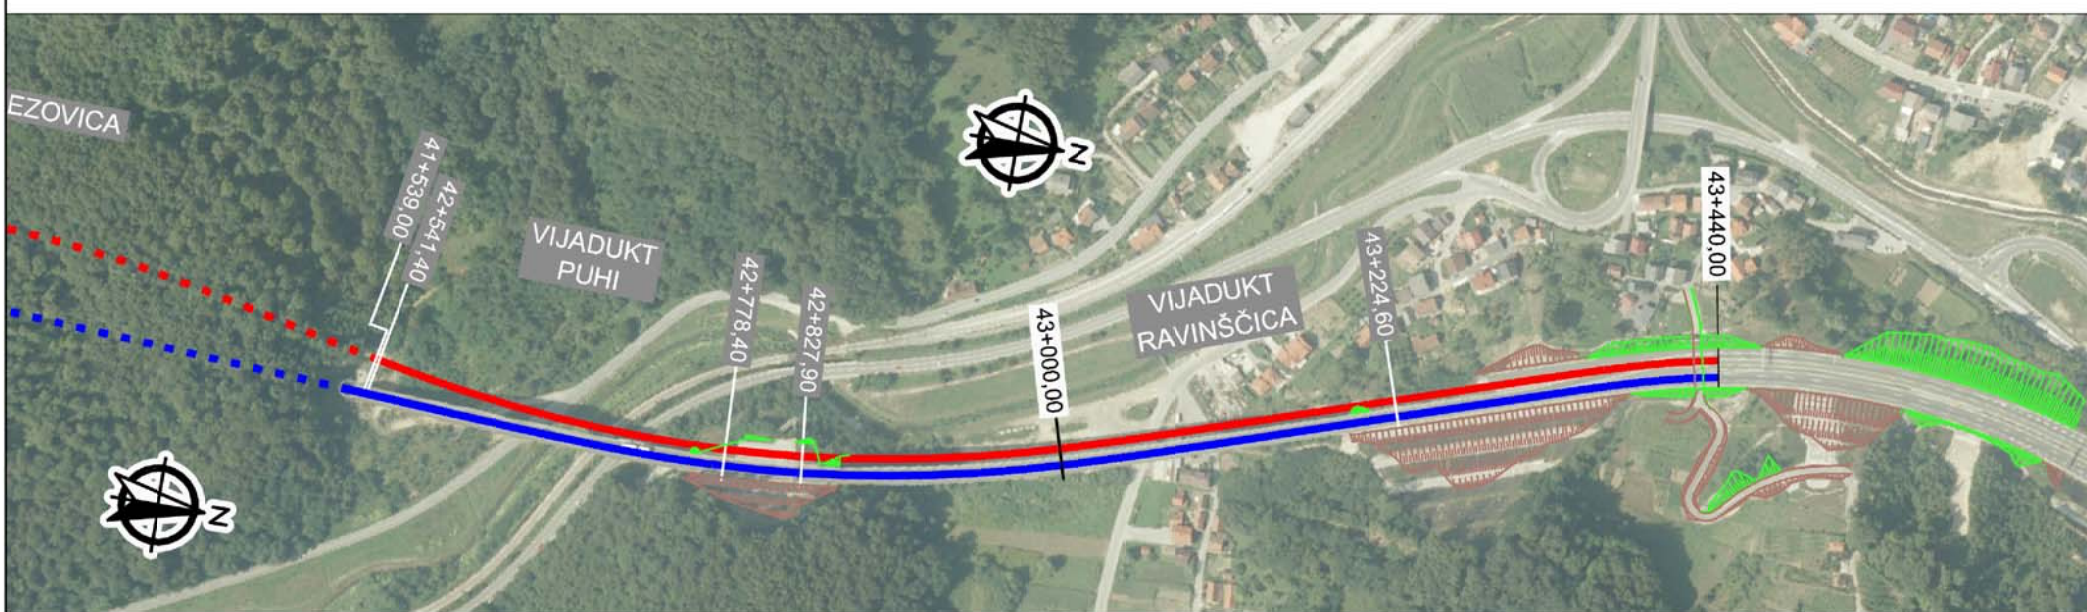 EZOVICA
41+539,00
42+541,40
VIJADUKT
PUHI
42+778,40
42+827,90
N
43+000,00
VIJADUKT
RAVINŠČICA
43+224,60
43+440,00
N